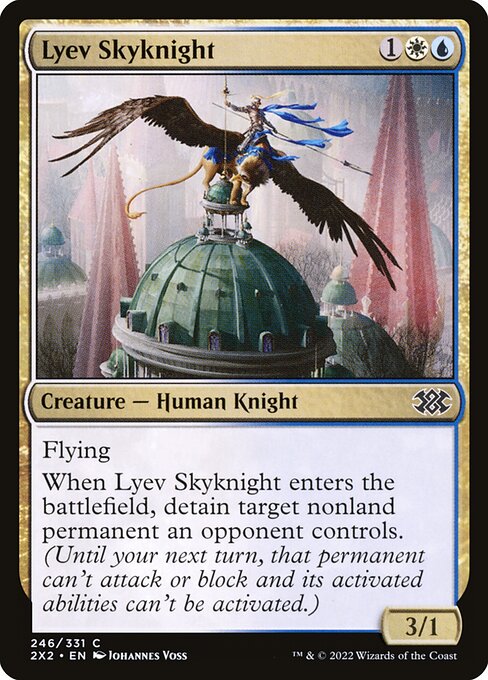 Lyev Skyknight 1
Creature — Human Knight
Flying
When Lyev Skyknight enters the
battlefield, detain target nonland
permanent an opponent controls.
(Until your next turn, that permanent
can't attack or block and its activated
abilities can't be activated.)
3/1
246/331 C
2X2 • EN Johannes Voss
™ & © 2022 Wizards of the Coast